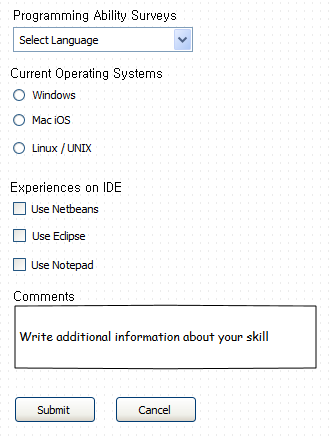 Programming Ability Surveys
Select Language
Current Operating Systems
Windows
Mac iOS
Linux / UNIX
Experiences on IDE
Use Netbeans
Use Eclipse
Use Notepad
Comments
Write additional information about your skill
Submit
Cancel